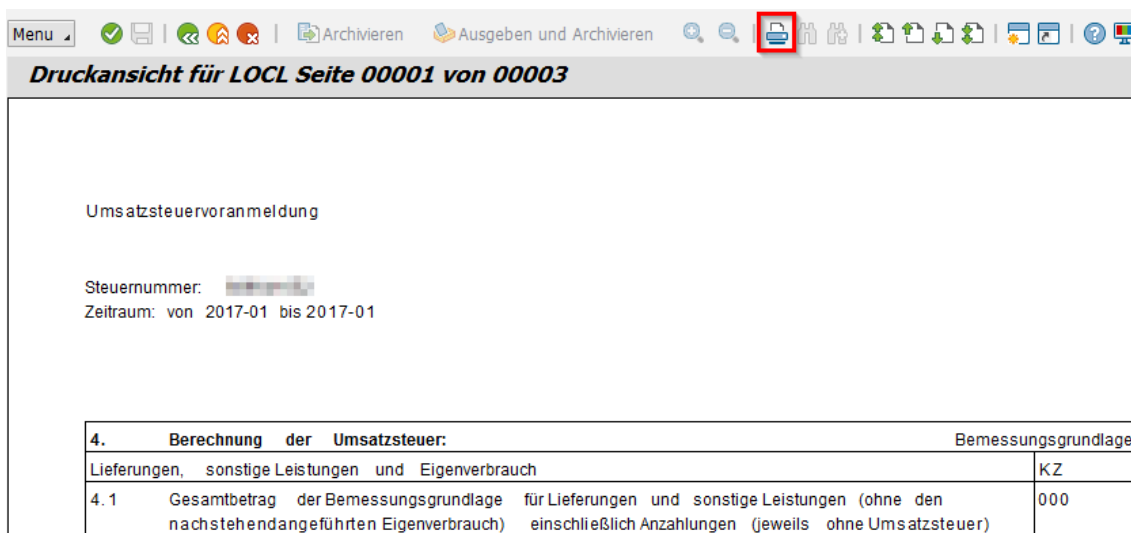 Menu Archivieren Ausgeben und Archivieren
Druckansicht für LOCL Seite 00001 von 00003
Umsatzsteuervoranmeldung
Steuernummer:
Zeitraum: von 2017-01 bis 2017-01
4. Berechnung der Umsatzsteuer: Bemessungsgrundlage
Lieferungen, sonstige Leistungen und Eigenverbrauch KZ
4.1 Gesamtbetrag der Bemessungsgrundlage für Lieferungen und sonstige Leistungen (ohne den 000
nachstehendangeführten Eigenverbrauch) einschließlich Anzahlungen (jeweils ohne Umsatzsteuer)